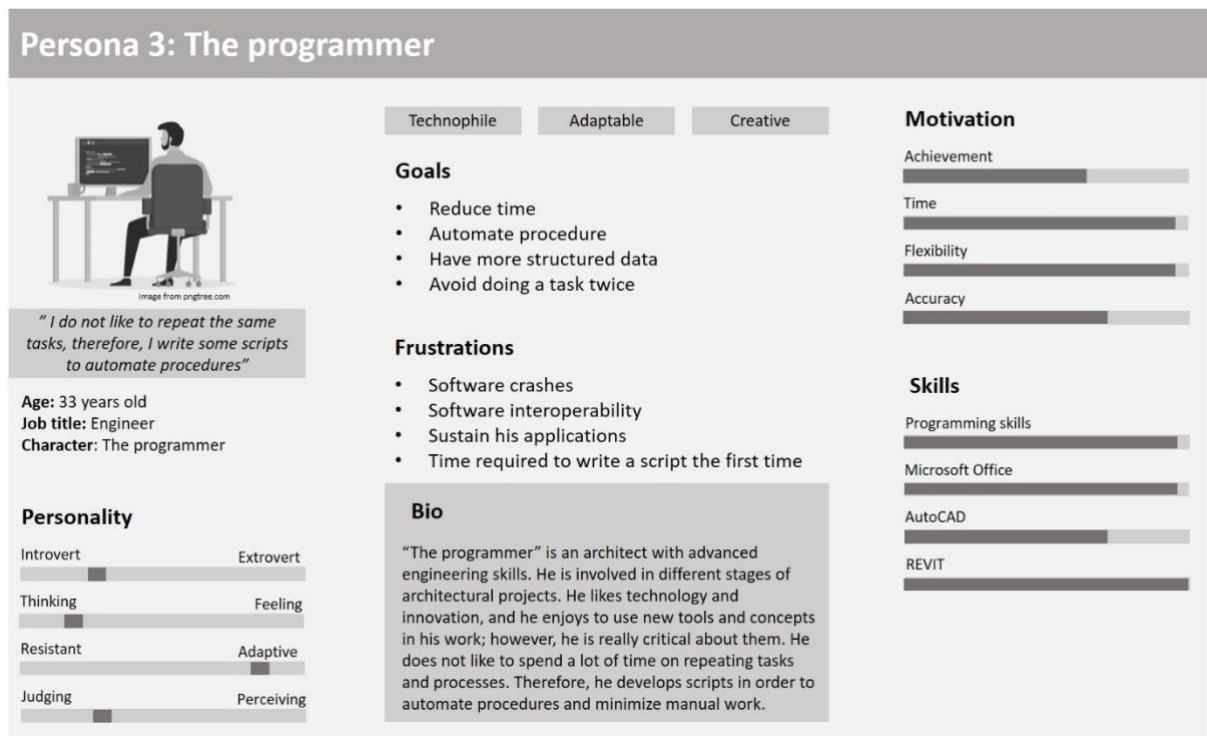 Persona 3: The programmer
Image from pngtree.com
” I do not like to repeat the same
tasks, therefore, I write some scripts
to automate procedures”
Age: 33 years old
Job title: Engineer
Character: The programmer
Personality
Introvert Extrovert
Thinking Feeling
Resistant Adaptive
Judging Perceiving
Technophile Adaptable Creative
Goals
• Reduce time
• Automate procedure
• Have more structured data
• Avoid doing a task twice
Frustrations
• Software crashes
• Software interoperability
• Sustain his applications
• Time required to write a script the first time
Bio
“The programmer” is an architect with advanced
engineering skills. He is involved in different stages of
architectural projects. He likes technology and
innovation, and he enjoys to use new tools and concepts
in his work; however, he is really critical about them. He
does not like to spend a lot of time on repeating tasks
and processes. Therefore, he develops scripts in order to
automate procedures and minimize manual work.
Motivation
Achievement
Time
Flexibility
Accuracy
Skills
Programming skills
Microsoft Office
AutoCAD
REVIT